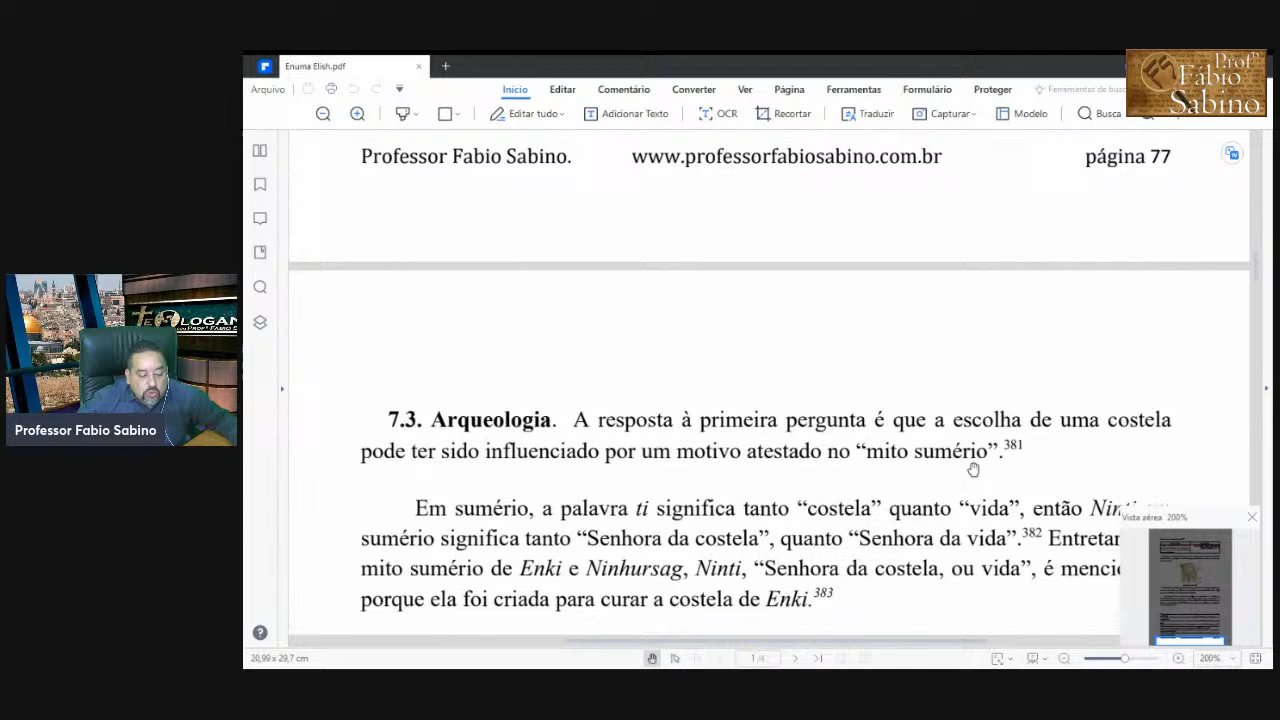 Enuma Elish.pdf
Arquivo
Início
Editar
Comentário
Converter
Ver
Página
Ferramentas
Formulário
Proteger
Ferramentas de
Editar tudo
Adicionar Texto
OCR
Recortar
Traduzir
Capturar
Modelo
Busca
Profº
Fábio
Sabino
Professor Fabio Sabino. www.professorfabiosabino.com.br página 77
7.3. Arqueologia. A resposta à primeira pergunta é que a escolha de uma costela
pode ter sido influenciado por um motivo atestado no “mito sumério”.381
Em sumério, a palavra ti significa tanto “costela” quanto “vida”, então
sumério significa tanto “Senhora da costela”, quanto “Senhora da vida”.382
mito sumério de Enki e Ninhursag, Ninti, “Senhora da costela, ou vida”, é
porque ela foi criada para curar a costela de Enki.383
Vista aérea 200%
Professor Fabio Sabino
20,99 x 29,7 cm
1/4
200%